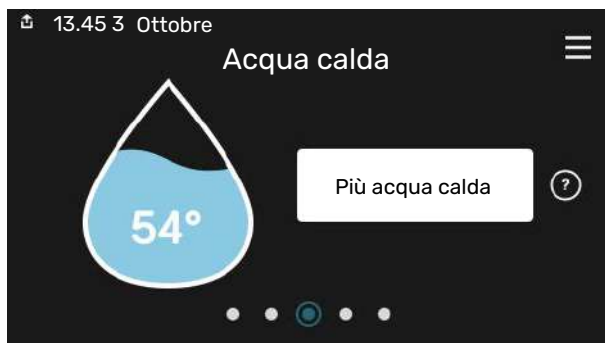 13.45 3 Ottobre
Acqua calda
54°
Più acqua calda
?